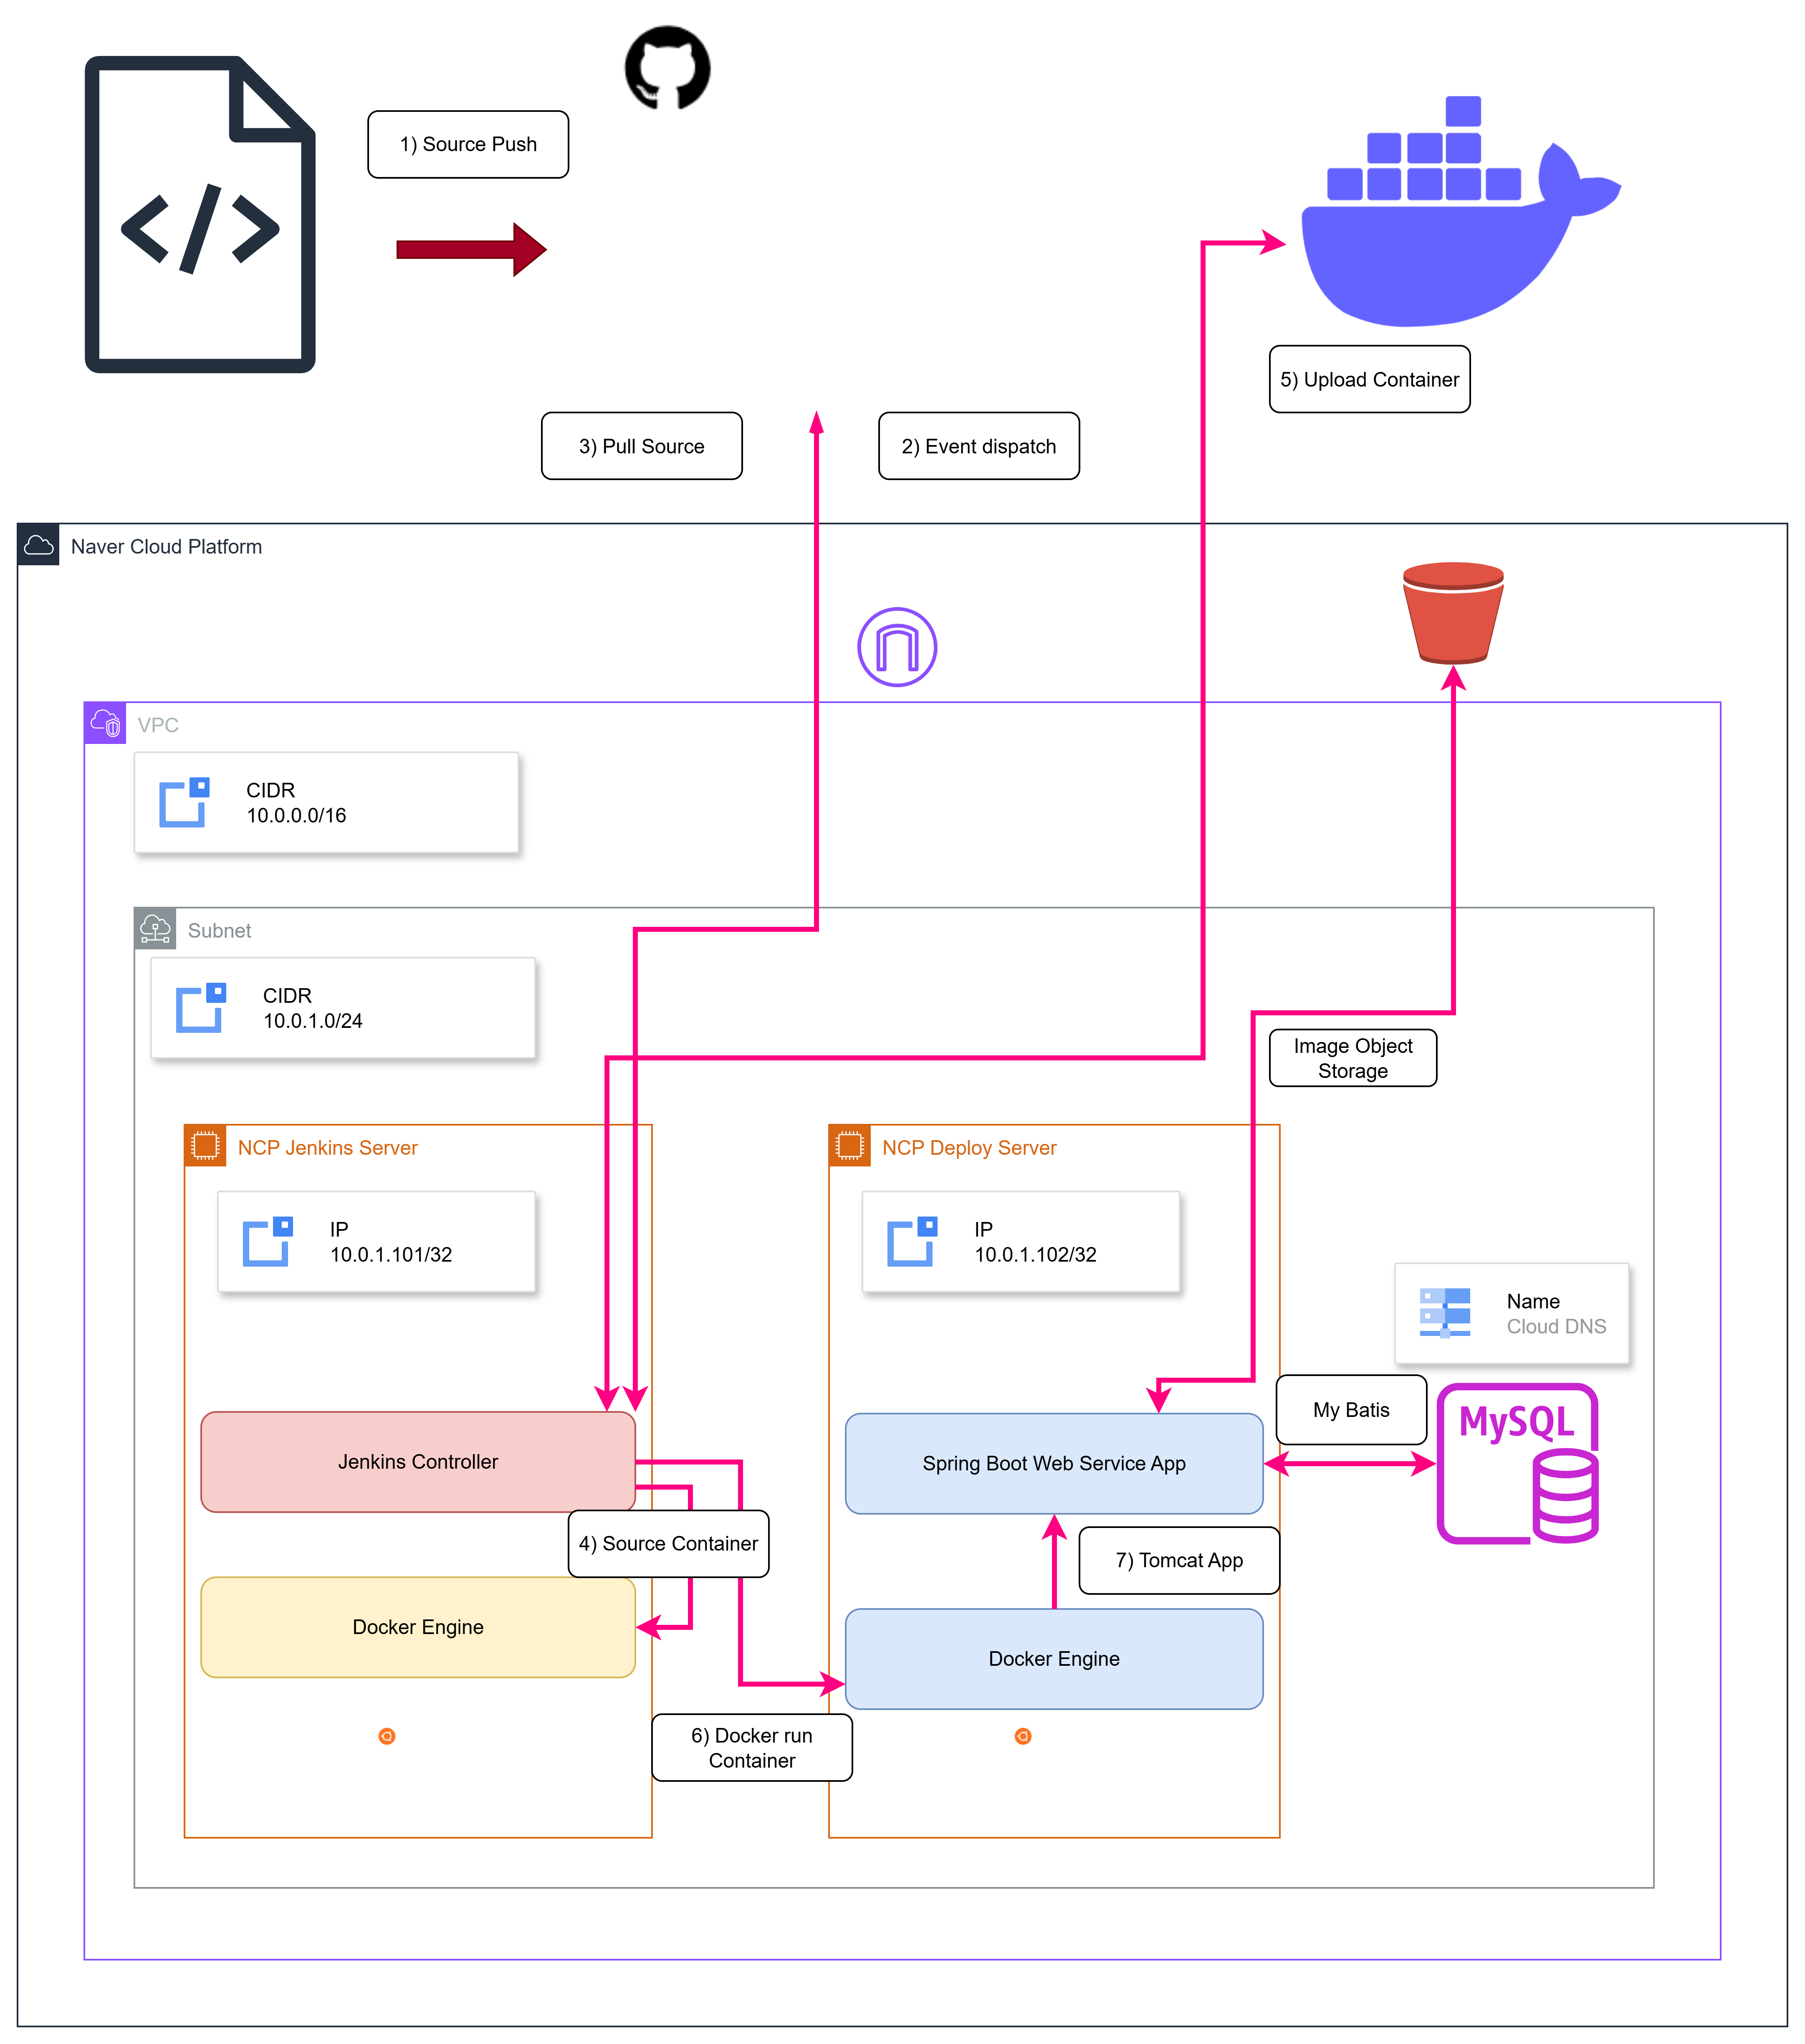 1) Source Push
5) Upload Container
3) Pull Source
2) Event dispatch
Naver Cloud Platform
VPC
CIDR
10.0.0.0/16
Subnet
CIDR
10.0.1.0/24
Image Object
Storage
NCP Jenkins Server
NCP Deploy Server
IP
10.0.1.101/32
IP
10.0.1.102/32
Name
Cloud DNS
My Batis
MySQL
Jenkins Controller
Spring Boot Web Service App
4) Source Container
7) Tomcat App
Docker Engine
Docker Engine
6) Docker run
Container